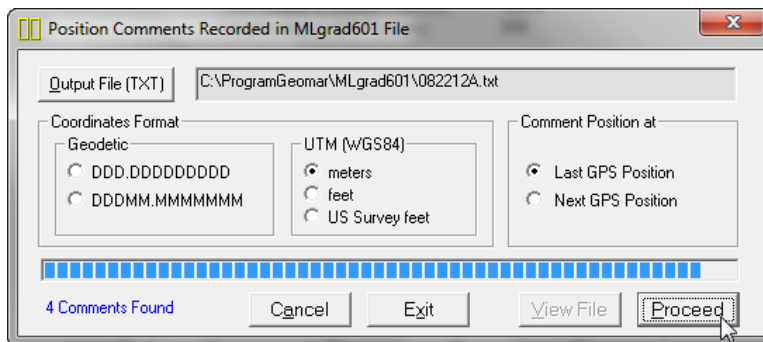 Position Comments Recorded in MLgrad601 File
Output File (TXT) C:\ProgramGeomar\MLgrad601\082212A.txt
Coordinates Format
Geodetic
DDD.DDDDDDDDD
DDDMM.MMMMMMM
UTM (WGS84)
meters
feet
US Survey feet
Comment Position at
Last GPS Position
Next GPS Position
4 Comments Found Cancel Exit View File Proceed